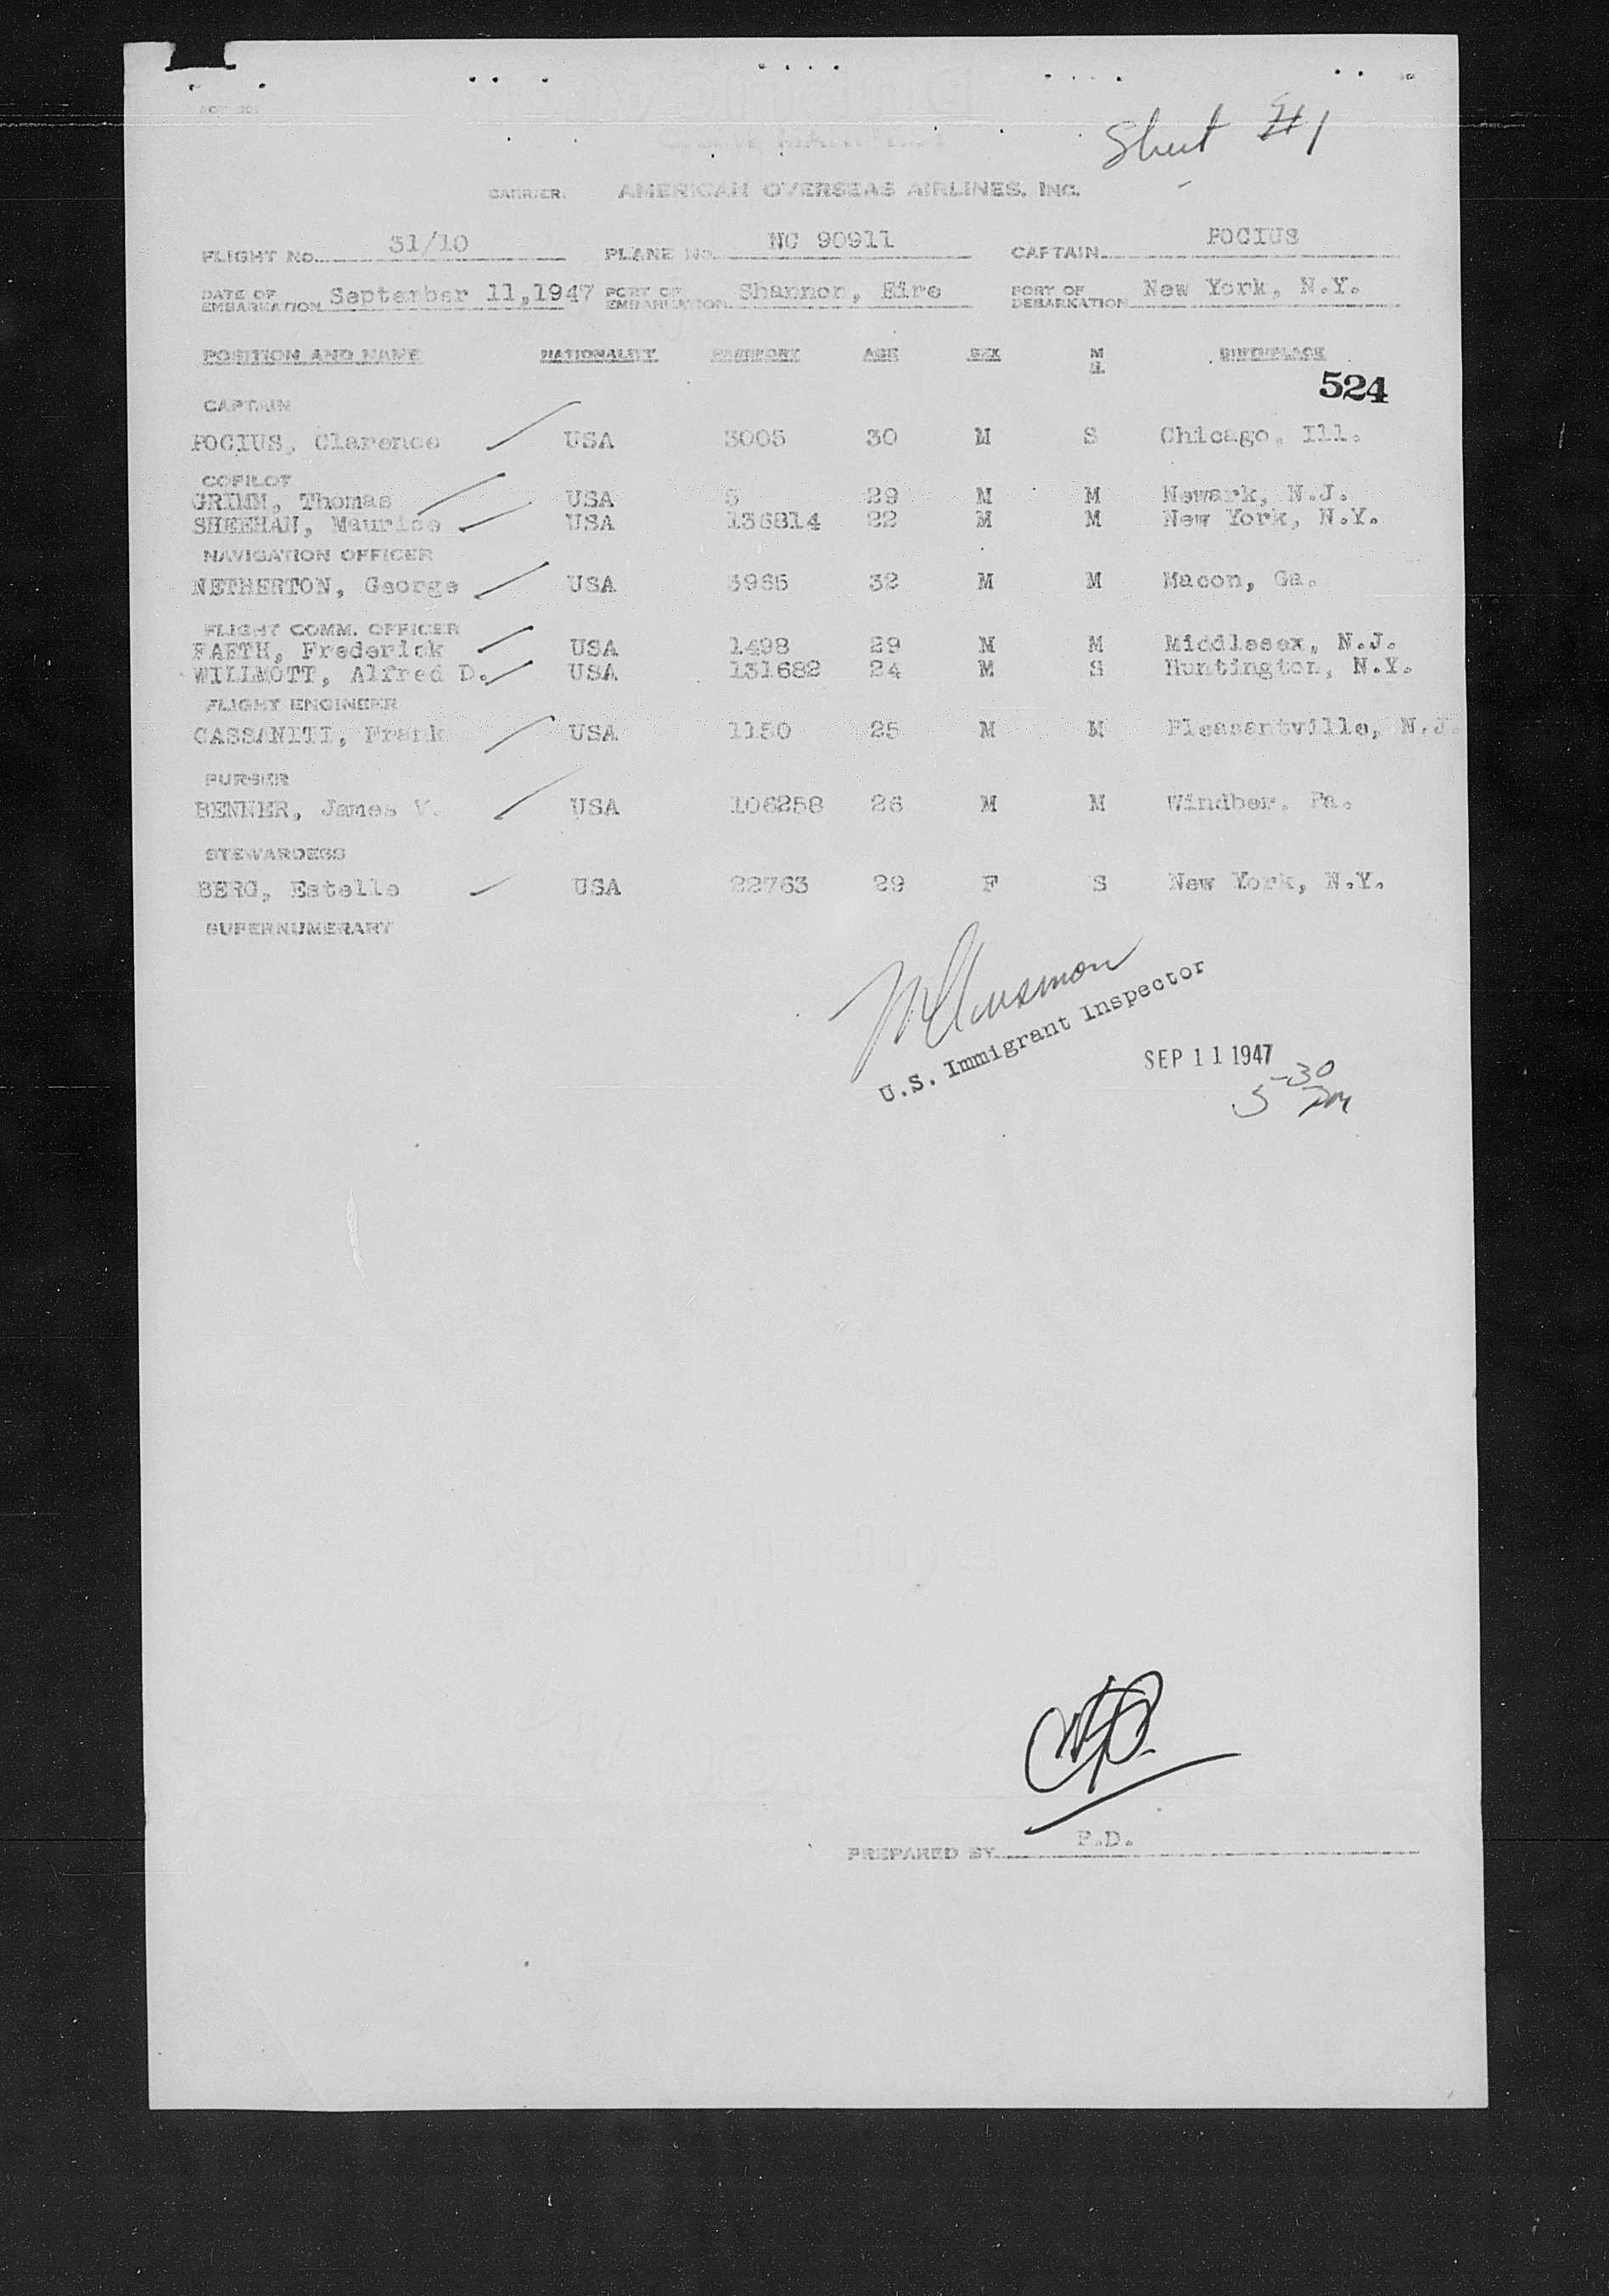 Sheet #1
CARRIER: AMERICAN OVERSEAS AIRLINES, INC.
FLIGHT No. 31/10 PLANE No. NC 90911 CAPTAIN POCIUS
DATE OF EMBARKATION September 11,1947 PORT OF EMBARKATION Shannon, Eire PORT OF DEBARKATION New York, N.Y.
POSITION AND NAME NATIONALITY PASSPORT AGE SEX M S BIRTHPLACE
524
CAPTAIN
POCIUS, Clarence USA 3005 30 M S Chicago, Ill.
COPILOT
GRIMM, Thomas USA 5 29 M M Newark, N.J.
SHEEHAN, Maurice USA 136814 22 M M New York, N.Y.
NAVIGATION OFFICER
NETHERTON, George USA 3965 32 M M Macon, Ga.
FLIGHT COMM. OFFICER
FAETH, Frederick USA 1498 29 M M Middlesex, N.J.
WILLMOTT, Alfred D. USA 131682 24 M S Huntington, N.Y.
FLIGHT ENGINEER
CASSANITI, Frank USA 1150 25 M M Pleasantville, N.J.
PURSER
BENNER, James V. USA 106258 26 M M Windber, Pa.
STEWARDESS
BERG, Estelle USA 22763 29 F S New York, N.Y.
SUPERNUMERARY
U.S. Immigrant Inspector
SEP 11 1947
5-30 PM
P.D.
PREPARED BY